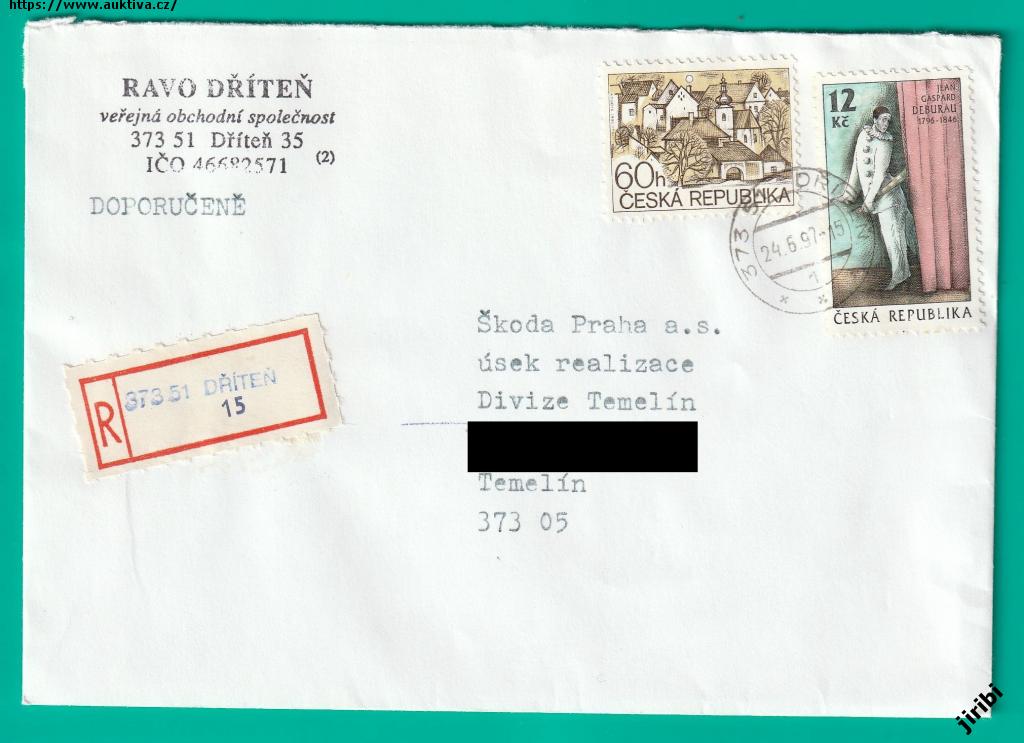 https://www.auktiva.cz/
RAVO DŘÍTEŇ
veřejná obchodní společnost
373 51 Dříteň 35
IČO 46682571 (2)
DOPORUČENĚ
60h
ČESKÁ REPUBLIKA
12 Kč
JEAN
GASPARD
DEBURAU
1796-1846
ČESKÁ REPUBLIKA
24.6.97-15
1
R
373 51 DŘÍTEŇ
15
Škoda Praha a.s.
úsek realizace
Divize Temelín
Temelín
373 05
jiribi